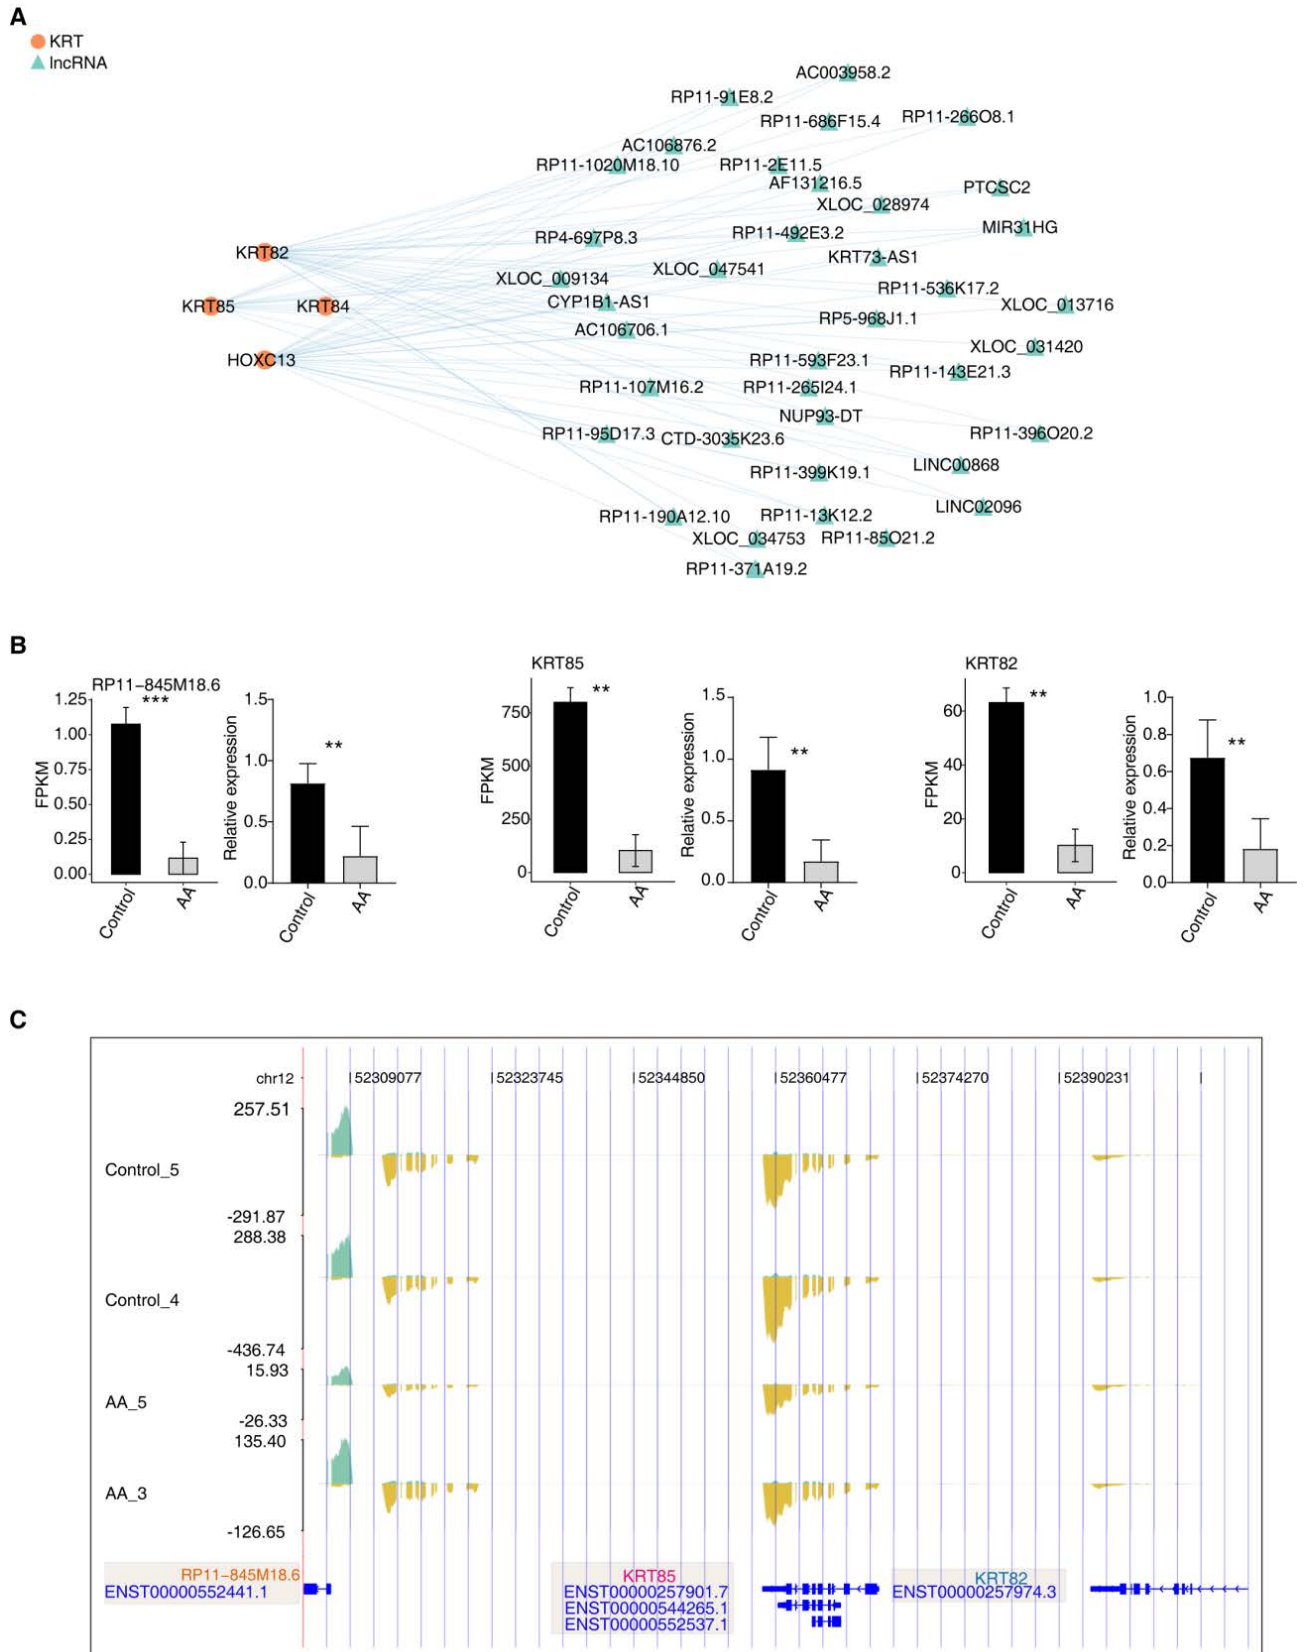 A
KRT
lncRNA
AC003958.2
RP11-91E8.2
RP11-686F15.4
RP11-266O8.1
AC106876.2
RP11-1020M18.10
RP11-2E11.5
AF131216.5
PTCSC2
XLOC_028974
MIR31HG
RP4-697P8.3
RP11-492E3.2
KRT82
KRT73-AS1
XLOC_009134
XLOC_047541
RP11-536K17.2
KRT85
KRT84
CYP1B1-AS1
XLOC_013716
AC106706.1
RP5-968J1.1
HOXC13
XLOC_031420
RP11-593F23.1
RP11-143E21.3
RP11-107M16.2
RP11-265I24.1
NUP93-DT
RP11-95D17.3
CTD-3035K23.6
RP11-396O20.2
RP11-399K19.1
LINC00868
LINC02096
RP11-190A12.10
RP11-13K12.2
XLOC_034753
RP11-85O21.2
RP11-371A19.2
B
RP11−845M18.6
FPKM
1.25
1.00
0.75
0.50
0.25
0.00
***
Control
AA
Relative expression
1.5
1.0
0.5
0.0
**
Control
AA
KRT85
FPKM
750
500
250
0
**
Control
AA
Relative expression
1.5
1.0
0.5
0.0
**
Control
AA
KRT82
FPKM
60
40
20
0
**
Control
AA
Relative expression
1.0
0.8
0.6
0.4
0.2
0.0
**
Control
AA
C
chr12 |52309077 |52323745 |52344850 |52360477 |52374270 |52390231 |
257.51
Control_5
-291.87
288.38
Control_4
-436.74
15.93
AA_5
-26.33
135.40
AA_3
-126.65
RP11−845M18.6
ENST00000552441.1
KRT85
ENST00000257901.7
ENST00000544265.1
ENST00000552537.1
KRT82
ENST00000257974.3